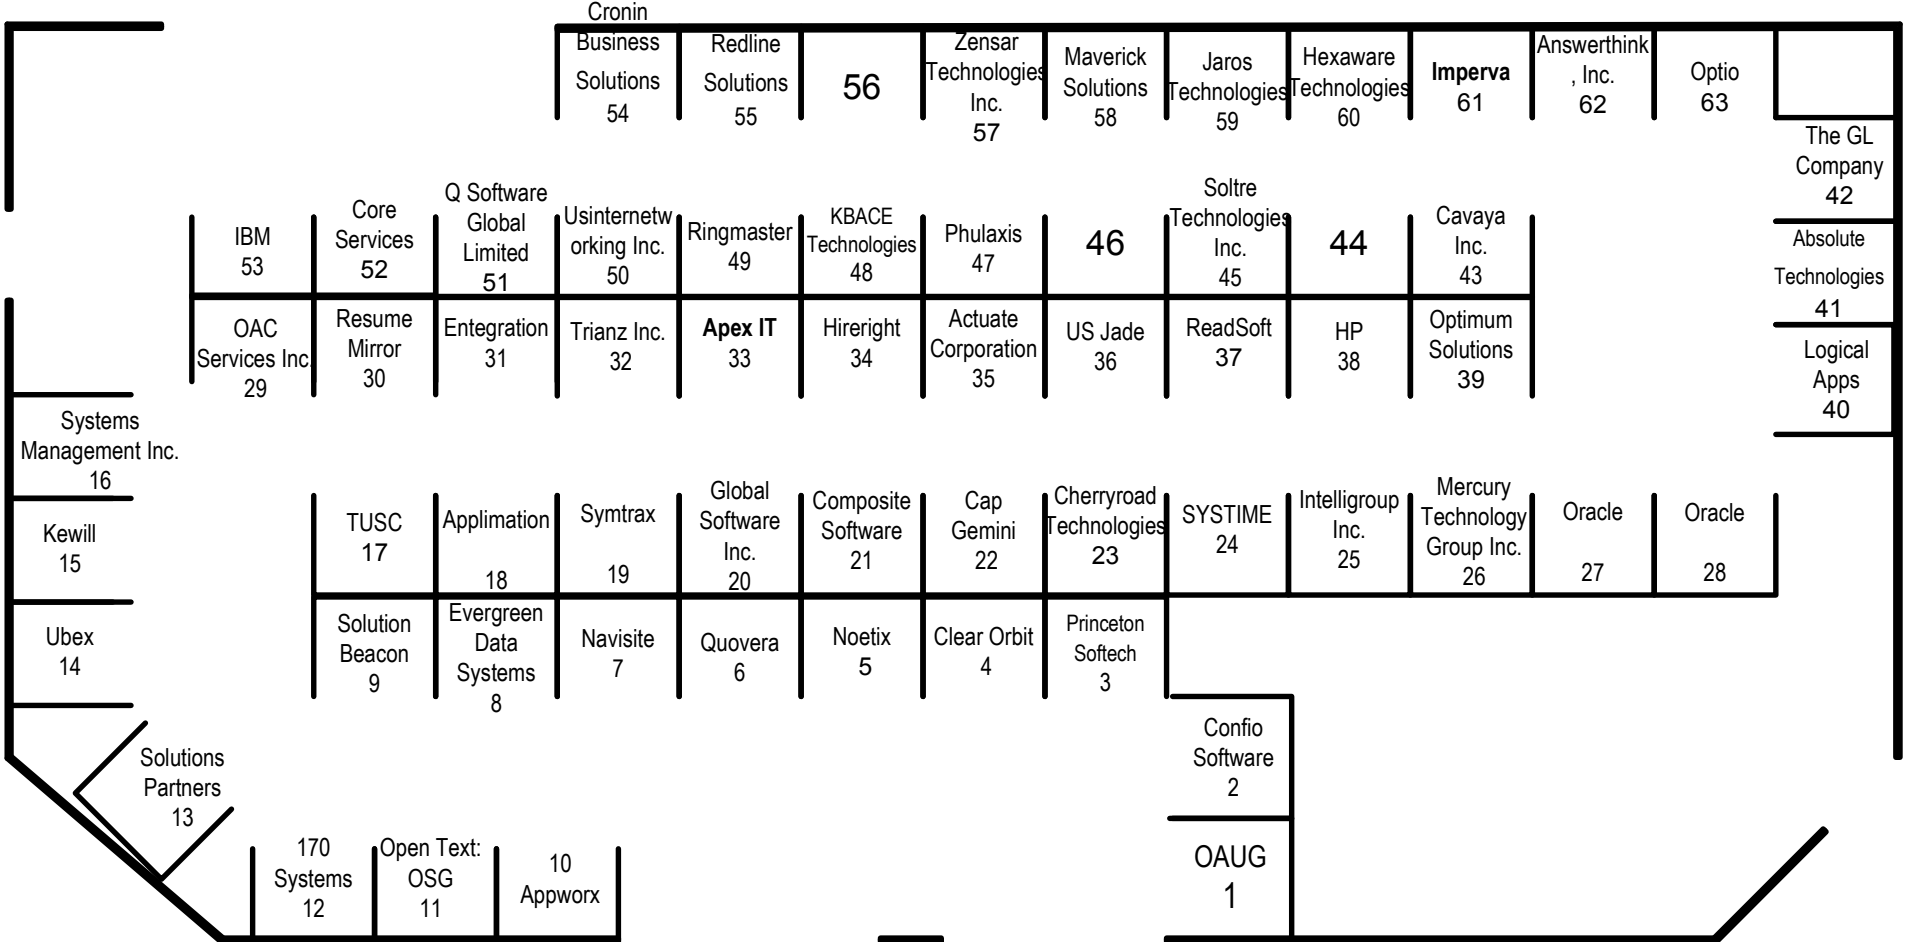 Cronin
Business
Solutions
54
Redline
Solutions
55
56
Zensar
Technologies
Inc.
57
Maverick
Solutions
58
Jaros
Technologies
59
Hexaware
Technologies
60
Imperva
61
Answerthink
, Inc.
62
Optio
63
The GL
Company
42
Absolute
Technologies
41
Logical
Apps
40
IBM
53
Core
Services
52
Q Software
Global
Limited
51
Usinternetw
orking Inc.
50
Ringmaster
49
KBACE
Technologies
48
Phulaxis
47
46
Soltre
Technologies
Inc.
45
44
Cavaya
Inc.
43
OAC
Services Inc.
29
Resume
Mirror
30
Entegration
31
Trianz Inc.
32
Apex IT
33
Hireright
34
Actuate
Corporation
35
US Jade
36
ReadSoft
37
HP
38
Optimum
Solutions
39
Systems
Management Inc.
16
Kewill
15
Ubex
14
Solutions
Partners
13
TUSC
17
Applimation
18
Symtrax
19
Global
Software
Inc.
20
Composite
Software
21
Cap
Gemini
22
Cherryroad
Technologies
23
SYSTIME
24
Intelligroup
Inc.
25
Mercury
Technology
Group Inc.
26
Oracle
27
Oracle
28
Solution
Beacon
9
Evergreen
Data
Systems
8
Navisite
7
Quovera
6
Noetix
5
Clear Orbit
4
Princeton
Softech
3
Confio
Software
2
OAUG
1
170
Systems
12
Open Text:
OSG
11
10
Appworx